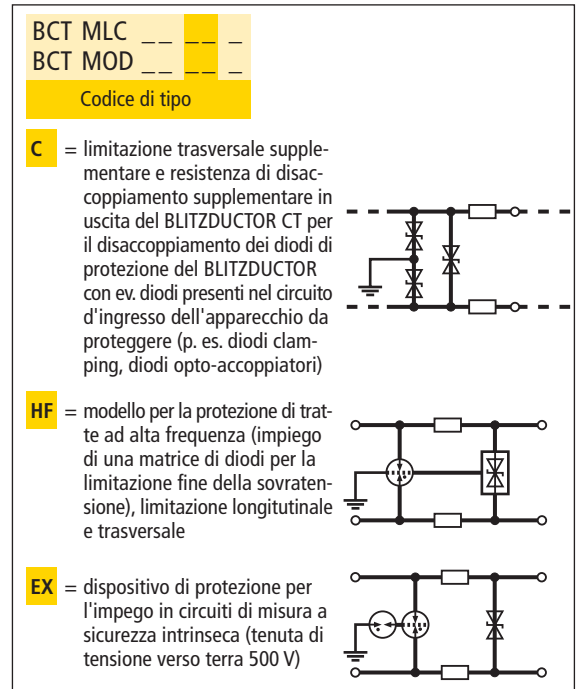 BCT MLC _ _ _ _ _
BCT MOD _ _ _ _ _
Codice di tipo
C = limitazione trasversale supple-
mentare e resistenza di disac-
coppiamento supplementare in
uscita del BLITZDUCTOR CT per
il disaccoppiamento dei diodi di
protezione del BLITZDUCTOR
con ev. diodi presenti nel circuito
d'ingresso dell'apparecchio da
proteggere (p. es. diodi clam-
ping, diodi opto-accoppiatori)
HF = modello per la protezione di trat-
te ad alta frequenza (impiego
di una matrice di diodi per la
limitazione fine della sovraten-
sione), limitazione longitutinale
e trasversale
EX = dispositivo di protezione per
l'impego in circuiti di misura a
sicurezza intrinseca (tenuta di
tensione verso terra 500 V)